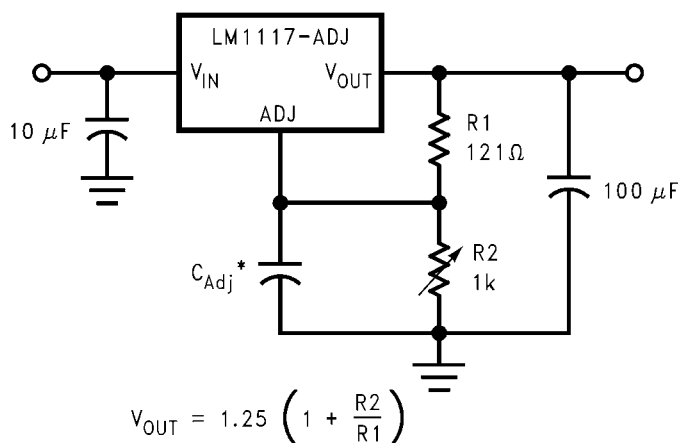 LM1117-ADJ
V_IN
V_OUT
ADJ
10 µF
R1
121Ω
100 µF
C_Adj*
R2
1k
V_OUT = 1.25 (1 + R2/R1)